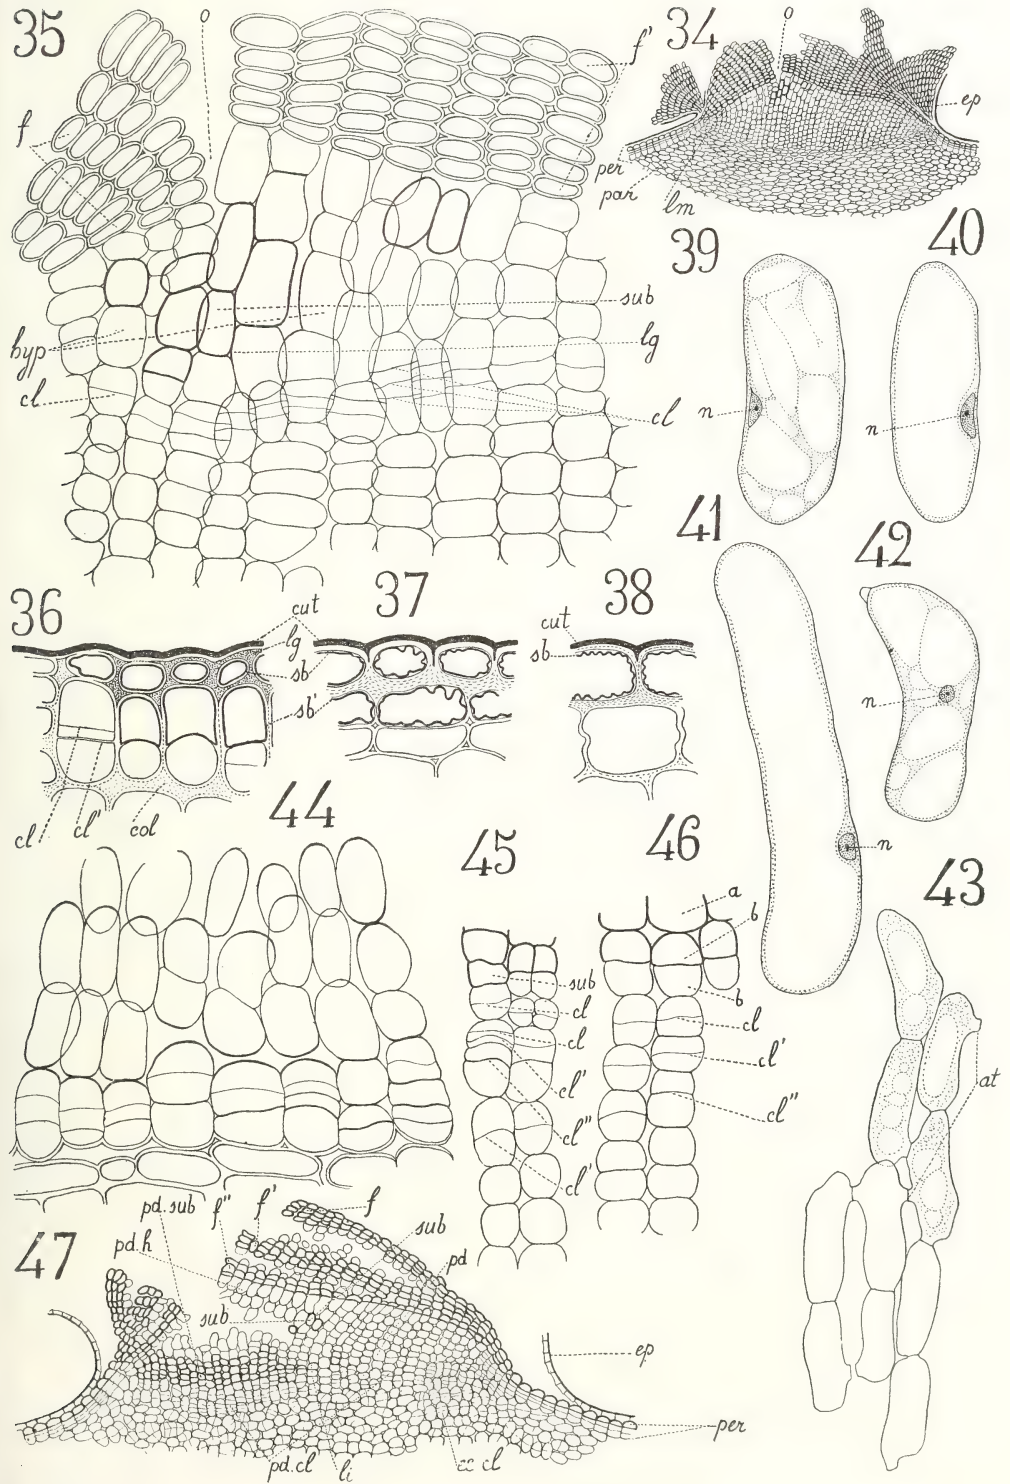 35
o
f'
f
hyp
cl
sub
lg
cl
34
o
ep
per
par
lm
39
n
40
n
36
cut
lg
sb
sb'
cl
cl'
col
37
38
cut
sb
41
n
42
n
43
at
44
45
sub
cl
cl
cl'
cl''
cl'
46
a
b
b
cl
cl'
cl''
47
pd.sub
f''
f'
f
sub
pd
pd.h
sub
ep
per
pd.cl
li
cl